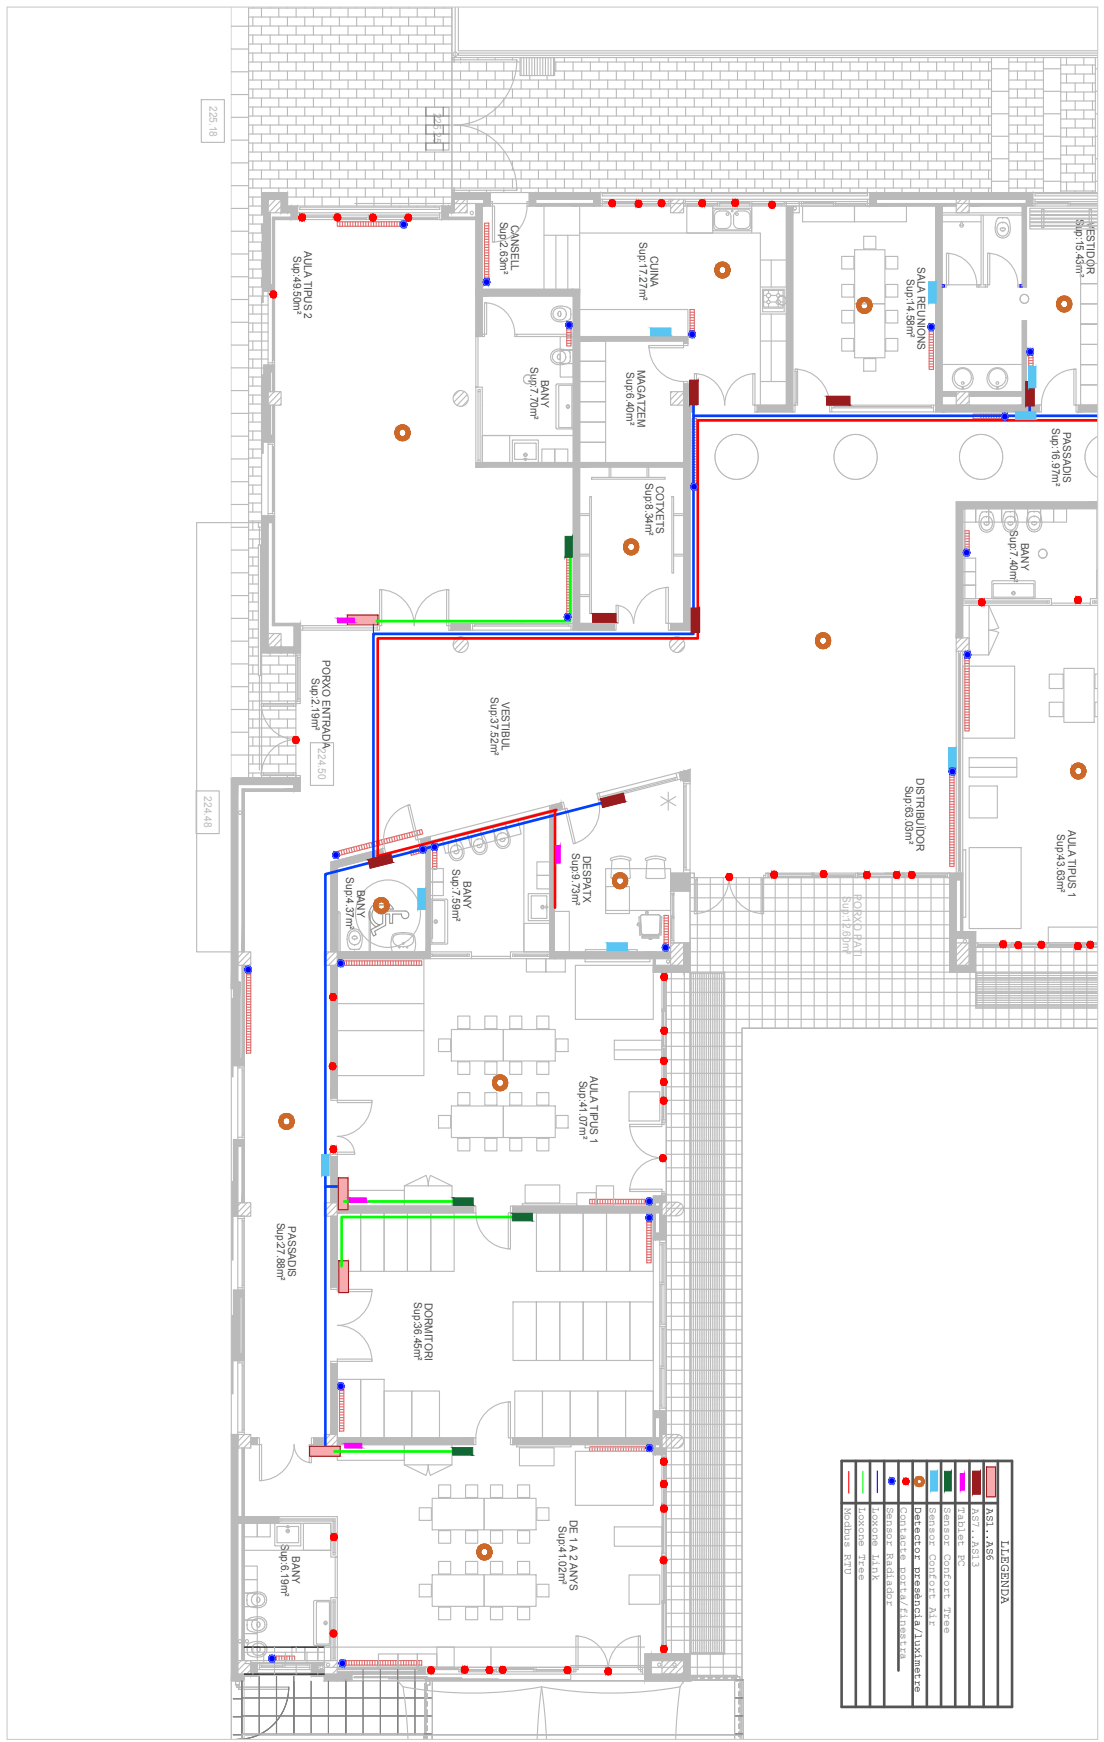 225.18
225.25
VESTIDOR
Sup:15.43m²
CANSELL
Sup:2.63m²
CUINA
Sup:17.27m²
SALA REUNIONS
Sup:14.58m²
AULA TIPUS 2
Sup:49.50m²
BANY
Sup:7.70m²
MAGATZEM
Sup:6.40m²
PASSADIS
Sup:16.97m²
COTXETS
Sup:8.34m²
BANY
Sup:7.40m²
PORXO ENTRADA
Sup:2.19m²
224.50
VESTIBUL
Sup:37.52m²
224.48
DISTRIBUÏDOR
Sup:63.03m²
AULA TIPUS 1
Sup:43.63m²
BANY
Sup:4.37m²
BANY
Sup:7.59m²
DESPATX
Sup:9.73m²
PORXO PATI
Sup:12.60m²
AULA TIPUS 1
Sup:41.07m²
PASSADIS
Sup:27.88m²
DORMITORI
Sup:36.45m²
DE 1 A 2 ANYS
Sup:41.02m²
BANY
Sup:6.19m²
LLEGENDA
AS1..AS6
AS7..AS13
Tablet PC
Sensor Confort Tree
Sensor Confort Air
Detector presència/luxímetre
Contacte porta/finestra
Sensor Radiador
Loxone Link
Loxone Tree
Modbus RTU